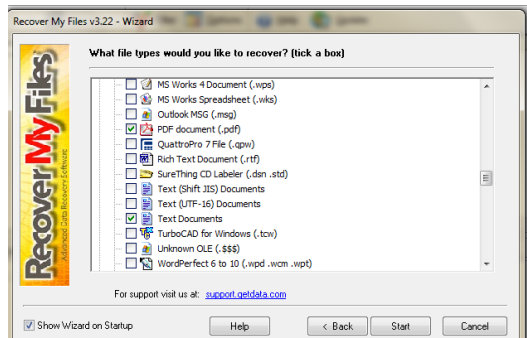 Recover My Files v3.22 - Wizard
Options
Help
Update
What file types would you like to recover? (tick a box)
MS Works 4 Document (.wps)
MS Works Spreadsheet (.wks)
Outlook MSG (.msg)
PDF document (.pdf)
QuattroPro 7 File (.qpw)
Rich Text Document (.rtf)
SureThing CD Labeler (.dsn .std)
Text (Shift JIS) Documents
Text (UTF-16) Documents
Text Documents
TurboCAD for Windows (.tcw)
Unknown OLE (.$$$)
WordPerfect 6 to 10 (.wpd .wcm .wpt)
Recover My Files
Advanced Data Recovery Software
For support visit us at: support.getdata.com
Show Wizard on Startup
Help
< Back
Start
Cancel